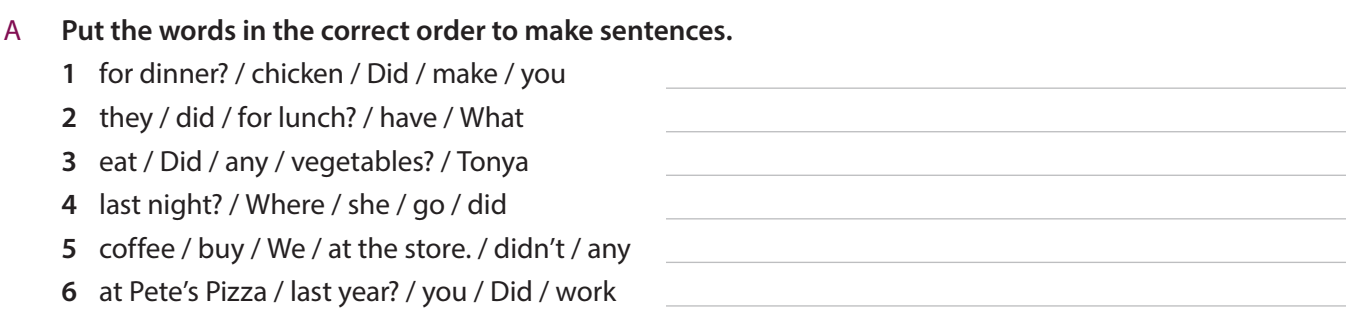 A Put the words in the correct order to make sentences.
1 for dinner? / chicken / Did / make / you
2 they / did / for lunch? / have / What
3 eat / Did / any / vegetables? / Tonya
4 last night? / Where / she / go / did
5 coffee / buy / We / at the store. / didn't / any
6 at Pete's Pizza / last year? / you / Did / work